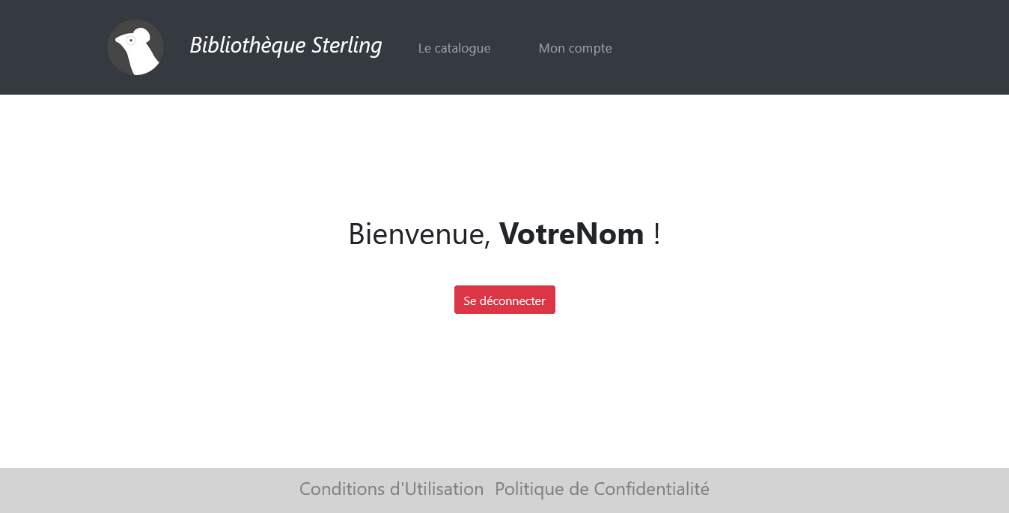 Bibliothèque Sterling Le catalogue Mon compte
Bienvenue, VotreNom !
Se déconnecter
Conditions d'Utilisation Politique de Confidentialité